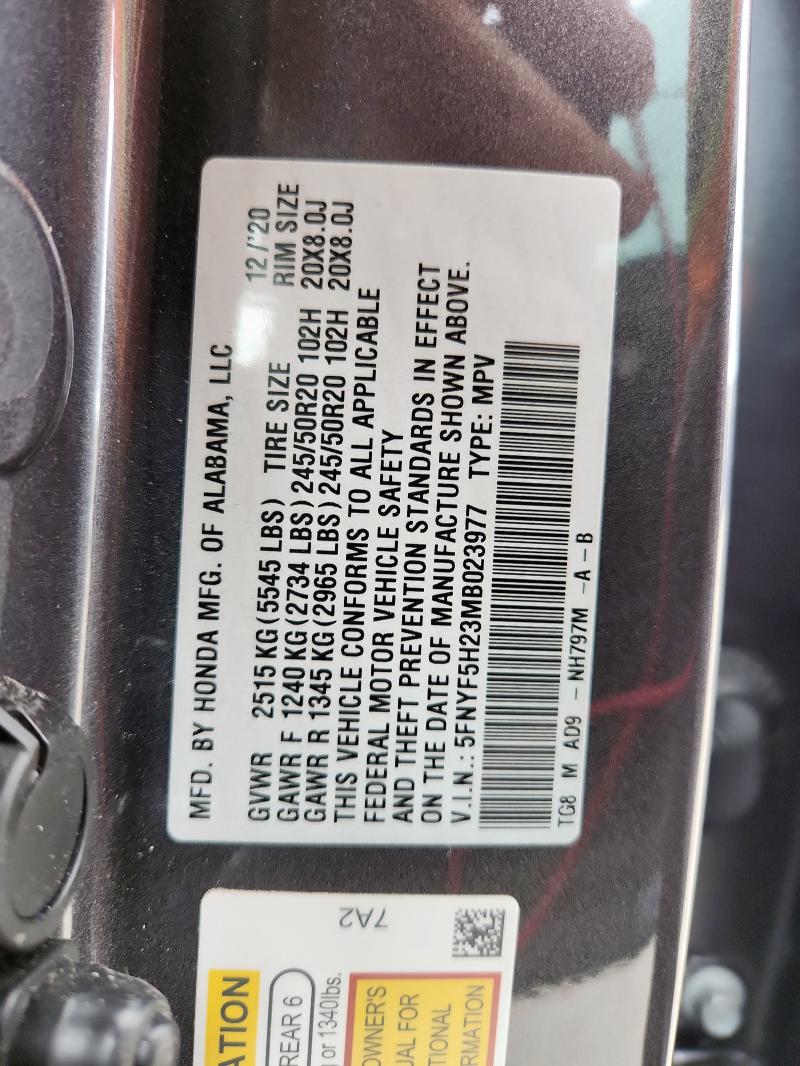 MFD. BY HONDA MFG. OF ALABAMA, LLC
12/'20
GVWR 2515 KG(5545 LBS) TIRE SIZE RIM SIZE
GAWR F 1240 KG(2734 LBS)245/50R20 102H 20X8.0J
GAWR R 1345 KG(2965 LBS)245/50R20 102H 20X8.0J
THIS VEHICLE CONFORMS TO ALL APPLICABLE
FEDERAL MOTOR VEHICLE SAFETY
AND THEFT PREVENTION STANDARDS IN EFFECT
ON THE DATE OF MANUFACTURE SHOWN ABOVE.
V.I.N.: 5FNYF5H23MB023977 TYPE: MPV
TG8 M AD9 -NH797M -A -B
7A2
ATION
REAR 6
or 1340lbs.
OWNER'S
UAL FOR
TIONAL
RMATION